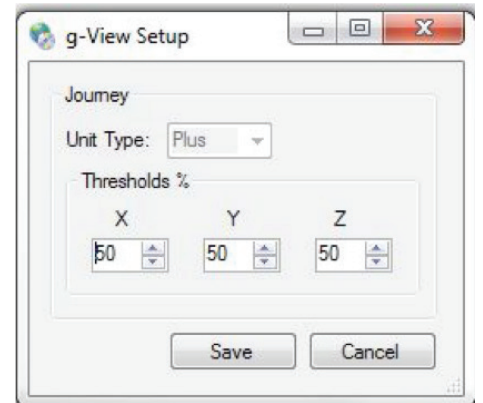 g-View Setup
Journey
Unit Type: Plus
Thresholds %
X Y Z
50 50 50
Save Cancel